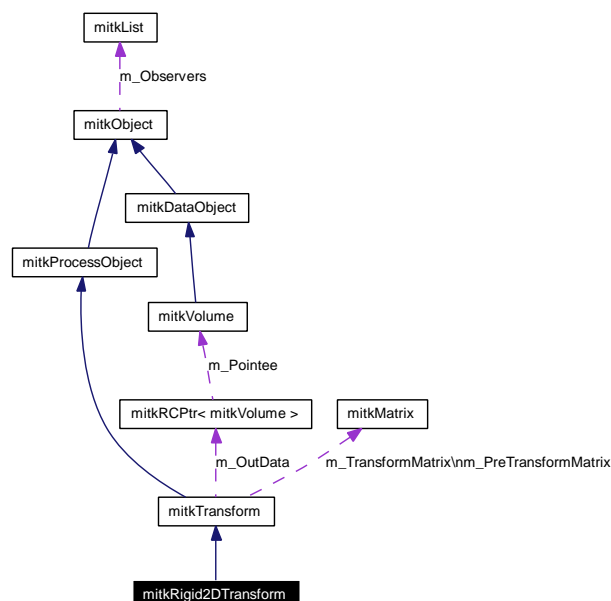 mitkList
m_Observers
mitkObject
mitkDataObject
mitkProcessObject
mitkVolume
m_Pointee
mitkRCPtr< mitkVolume >
mitkMatrix
m_OutData
m_TransformMatrix\nm_PreTransformMatrix
mitkTransform
mitkRigid2DTransform